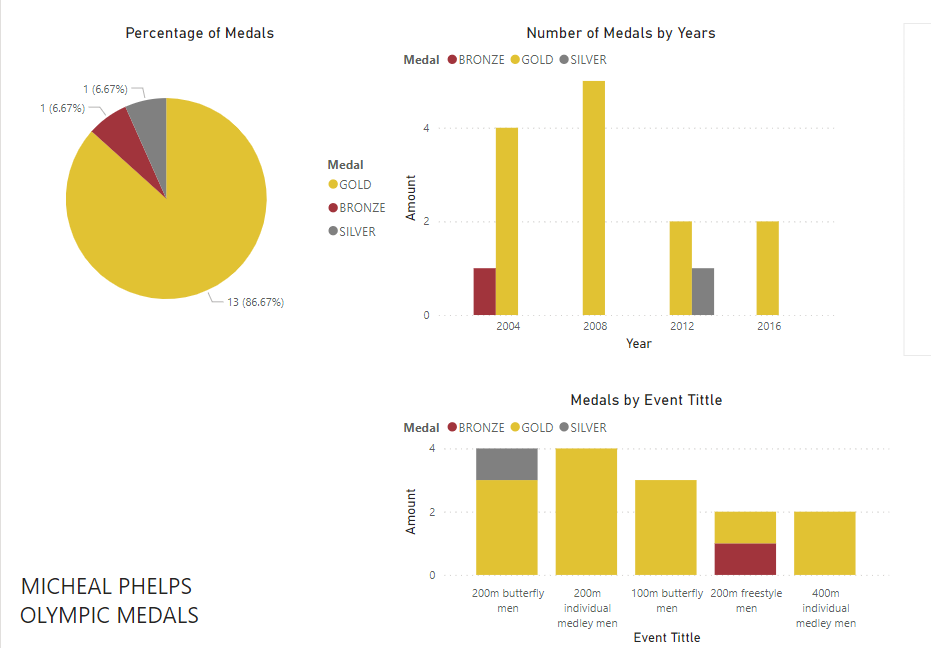 Percentage of Medals
1 (6.67%)
1 (6.67%)
13 (86.67%)
Medal
GOLD
BRONZE
SILVER
Number of Medals by Years
Medal BRONZE GOLD SILVER
Amount
4
2
0
2004 2008 2012 2016
Year
Medals by Event Tittle
Medal BRONZE GOLD SILVER
Amount
4
2
0
200m butterfly men
200m individual medley men
100m butterfly men
200m freestyle men
400m individual medley men
Event Tittle
MICHEAL PHELPS
OLYMPIC MEDALS